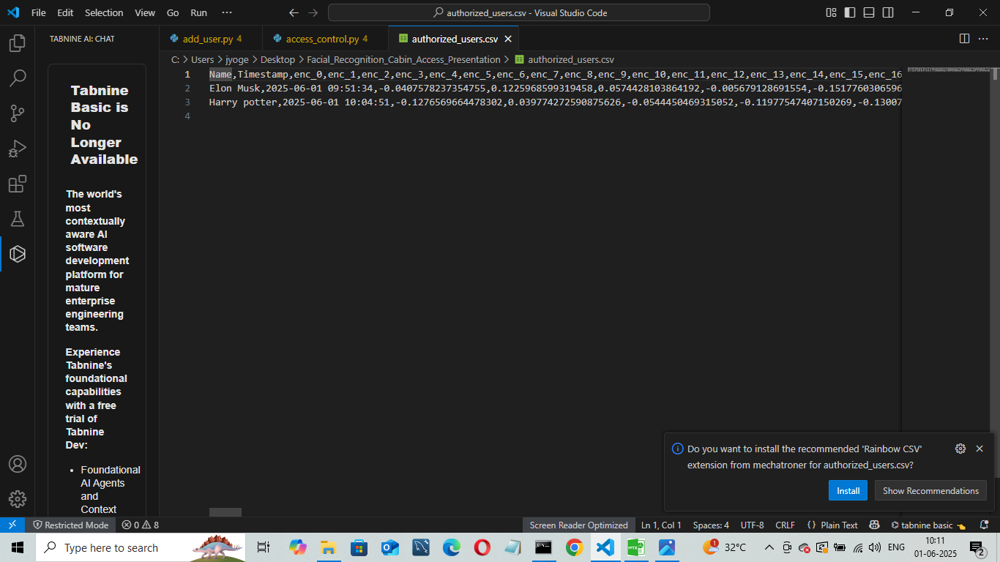 File Edit Selection View Go Run ···
authorized_users.csv - Visual Studio Code
TABNINE AI: CHAT
add_user.py 4
access_control.py 4
authorized_users.csv
C: > Users > jyoge > Desktop > Facial_Recognition_Cabin_Access_Presentation > authorized_users.csv
1 Name,Timestamp,enc_0,enc_1,enc_2,enc_3,enc_4,enc_5,enc_6,enc_7,enc_8,enc_9,enc_10,enc_11,enc_12,enc_13,enc_14,enc_15,enc_16
2 Elon Musk,2025-06-01 09:51:34,-0.0407578237354755,0.1225968599319458,0.0574428103864192,-0.005679128691554,-0.1517760306596
3 Harry potter,2025-06-01 10:04:51,-0.1276569664478302,0.039774272590875626,-0.0544450469315052,-0.11977547407150269,-0.13007
4
Tabnine
Basic is
No
Longer
Available
The world's
most
contextually
aware AI
software
development
platform for
mature
enterprise
engineering
teams.
Experience
Tabnine's
foundational
capabilities
with a free
trial of
Tabnine
Dev:
• Foundational
AI Agents
and
Context
Do you want to install the recommended 'Rainbow CSV'
extension from mechatroner for authorized_users.csv?
Install
Show Recommendations
Restricted Mode 0 8
Screen Reader Optimized Ln 1, Col 1 Spaces: 4 UTF-8 CRLF {} Plain Text tabnine basic
Type here to search
1
32°C
ENG
10:11
01-06-2025
2